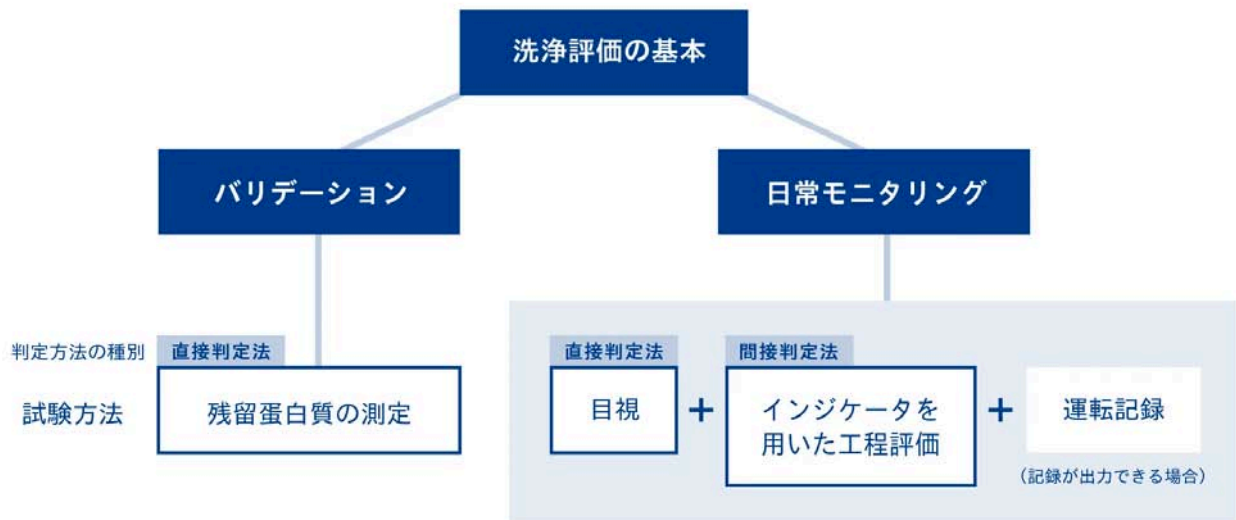 洗浄評価の基本
バリデーション
日常モニタリング
判定方法の種別
直接判定法
試験方法
残留蛋白質の測定
直接判定法
目視
+
間接判定法
インジケータを
用いた工程評価
+
運転記録
(記録が出力できる場合)